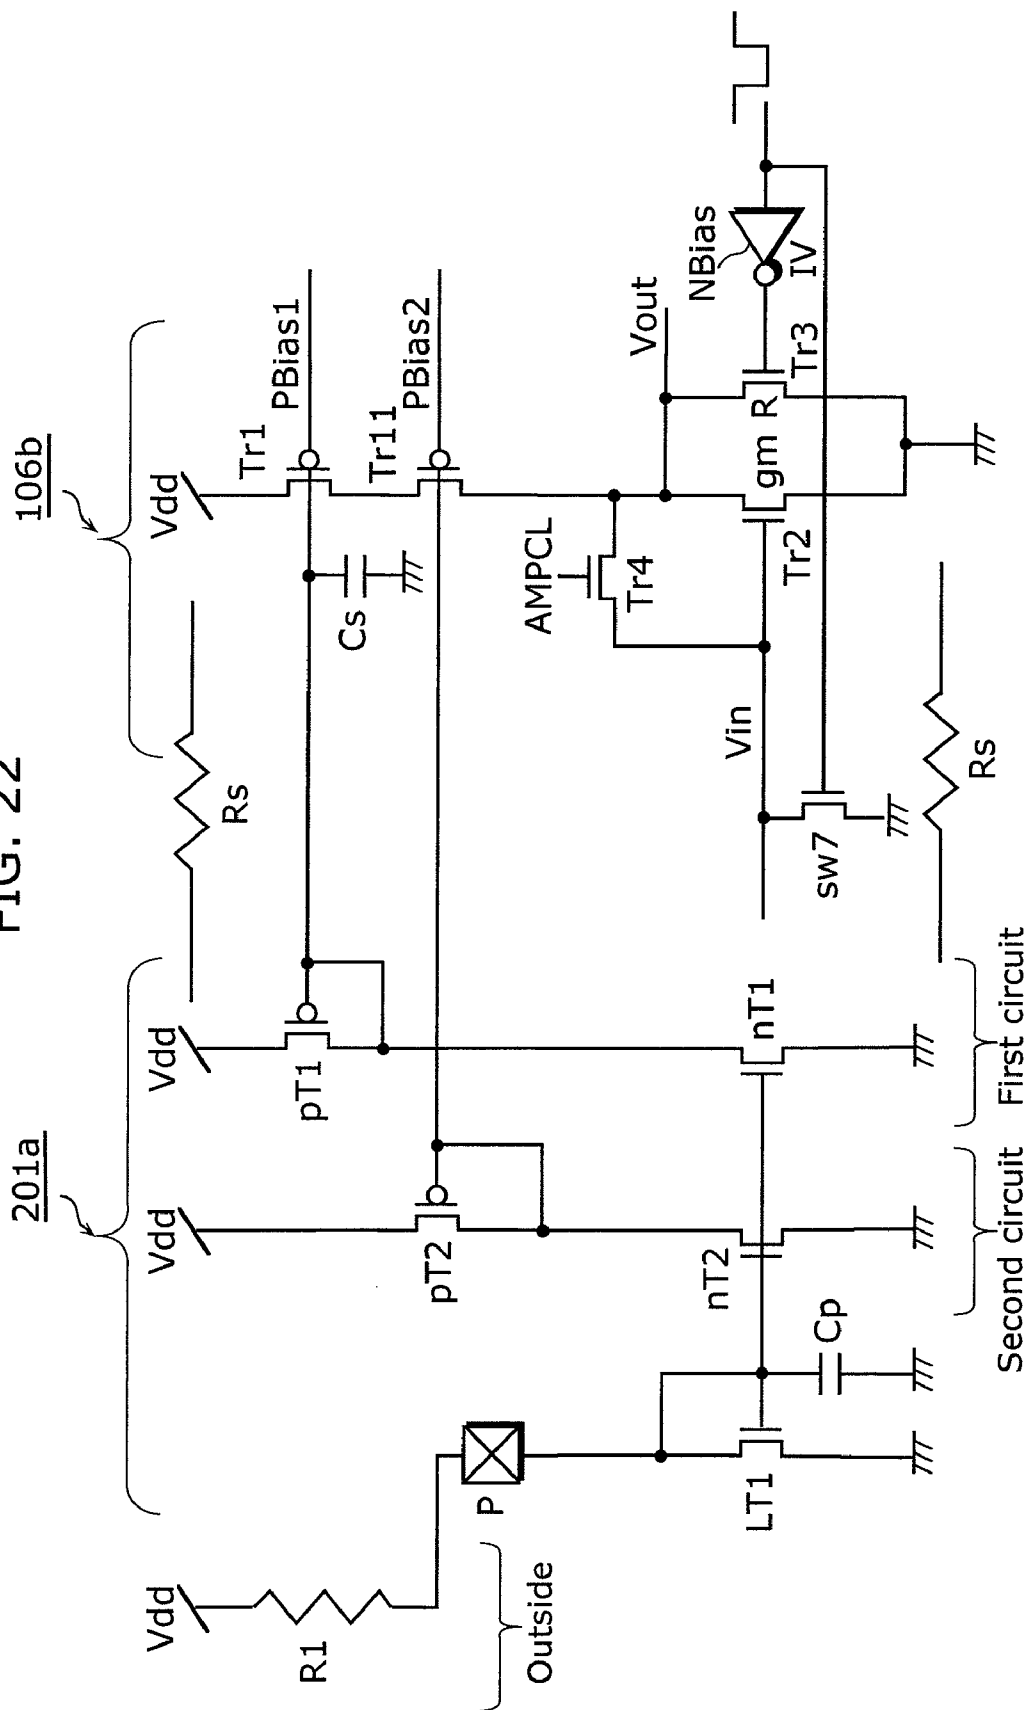 FIG. 22
106b
201a
Vdd
Tr1
PBias1
Tr11
PBias2
Cs
Rs
AMPCL
Tr4
Vout
NBias
IV
Tr3
gm R
Tr2
Vin
sw7
Rs
Vdd
pT1
nT1
First circuit
Vdd
pT2
nT2
Second circuit
Cp
P
LT1
Vdd
R1
Outside